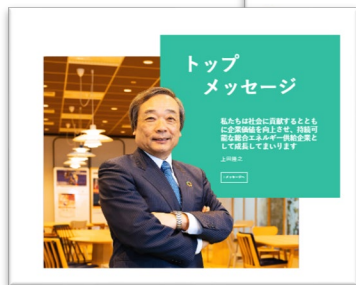 トップ
メッセージ
私たちは社会に貢献するととも
に企業価値を向上させ、持続可
能な総合エネルギー供給企業と
して成長してまいります